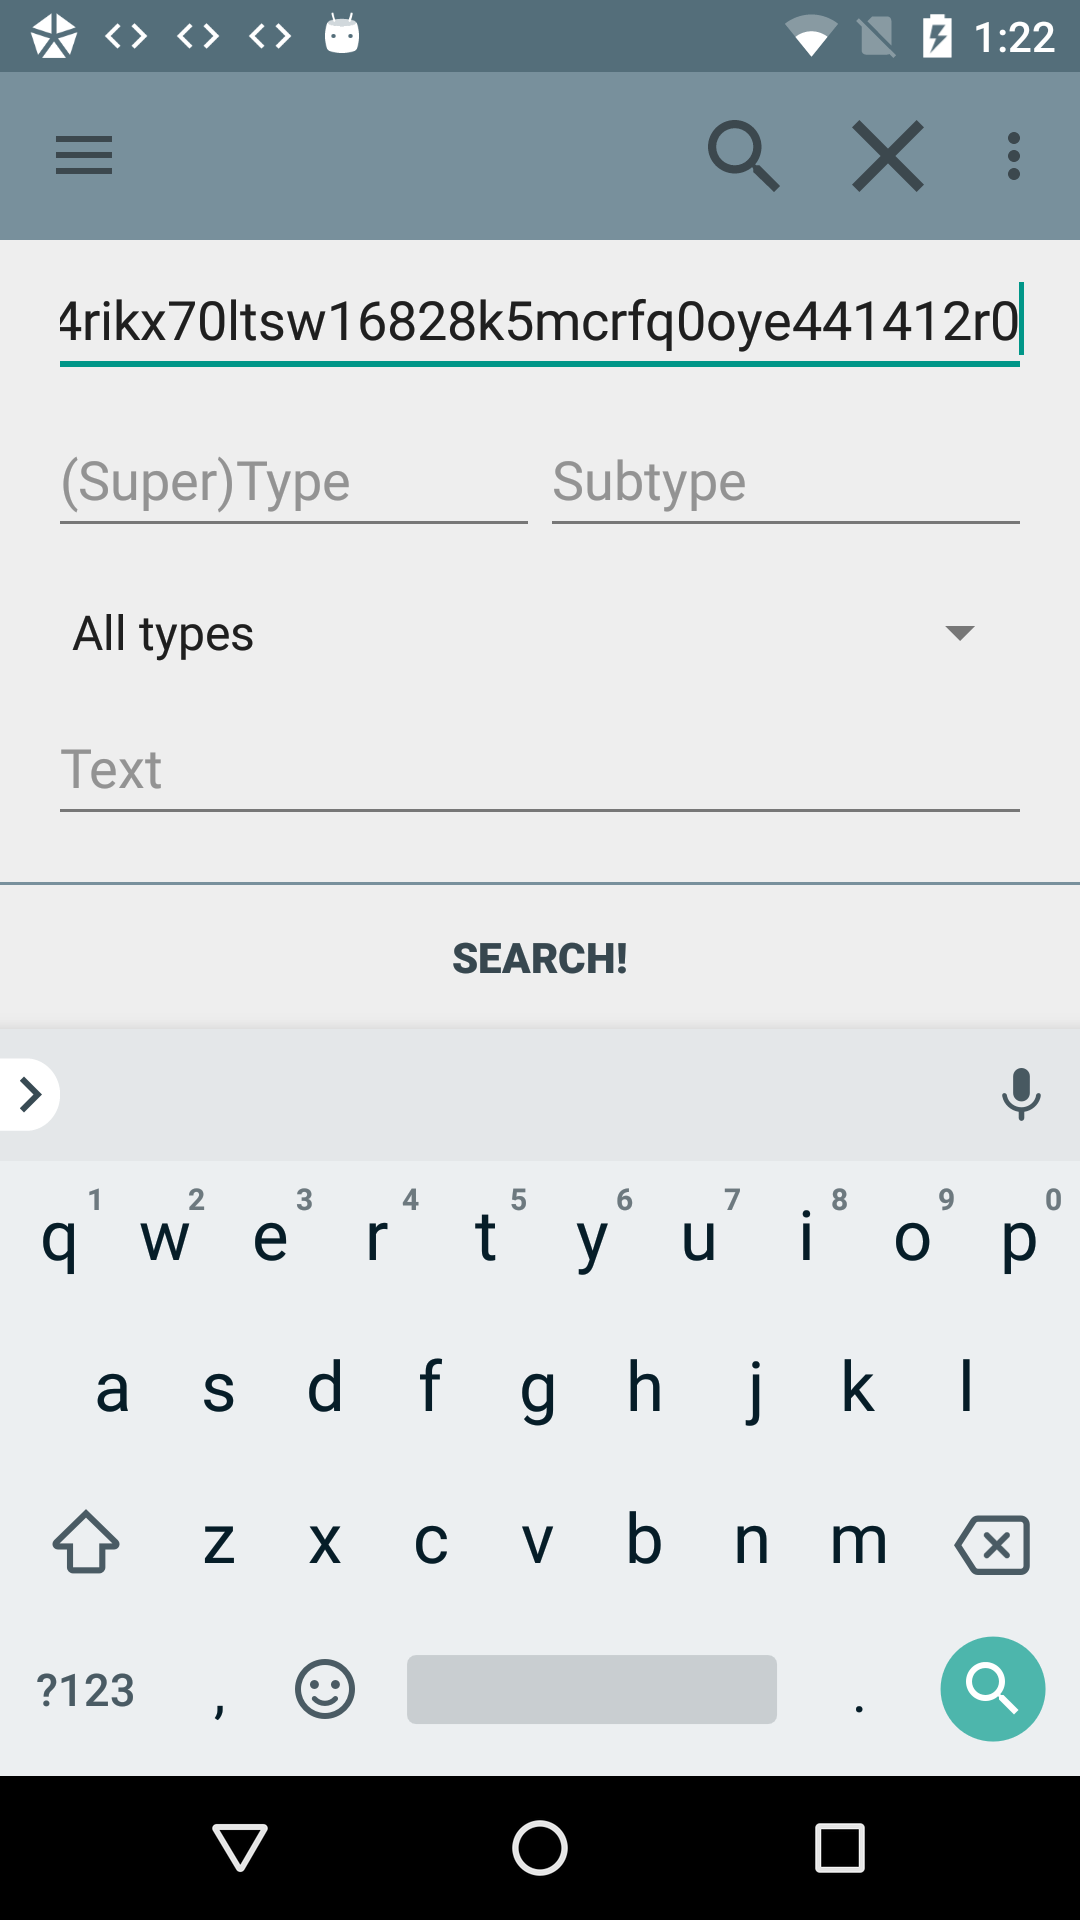 1:22
4rikx70ltsw16828k5mcrfq0oye441412r0
(Super)Type Subtype
All types
Text
SEARCH!
1 2 3 4 5 6 7 8 9 0
q w e r t y u i o p
a s d f g h j k l
z x c v b n m
?123 , .